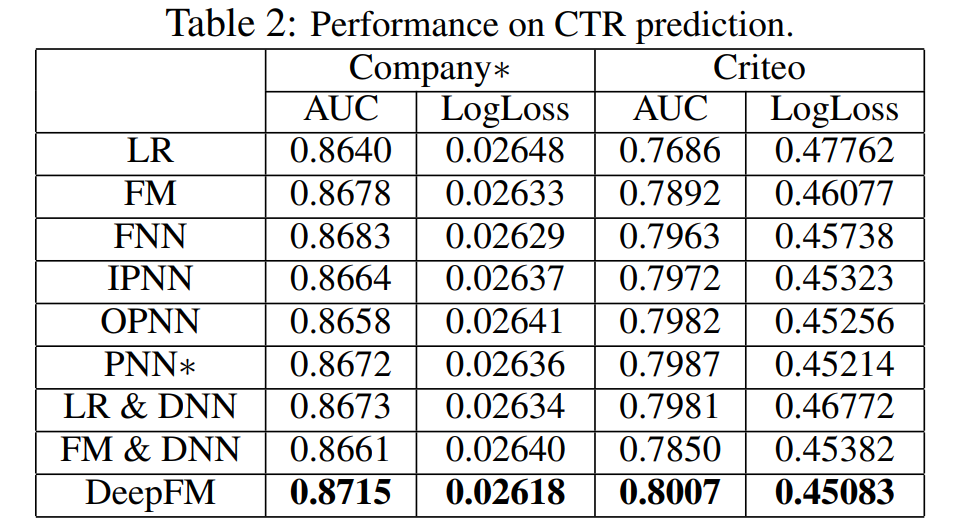 Table 2: Performance on CTR prediction.
Company∗ Criteo
AUC LogLoss AUC LogLoss
LR 0.8640 0.02648 0.7686 0.47762
FM 0.8678 0.02633 0.7892 0.46077
FNN 0.8683 0.02629 0.7963 0.45738
IPNN 0.8664 0.02637 0.7972 0.45323
OPNN 0.8658 0.02641 0.7982 0.45256
PNN∗ 0.8672 0.02636 0.7987 0.45214
LR & DNN 0.8673 0.02634 0.7981 0.46772
FM & DNN 0.8661 0.02640 0.7850 0.45382
DeepFM 0.8715 0.02618 0.8007 0.45083